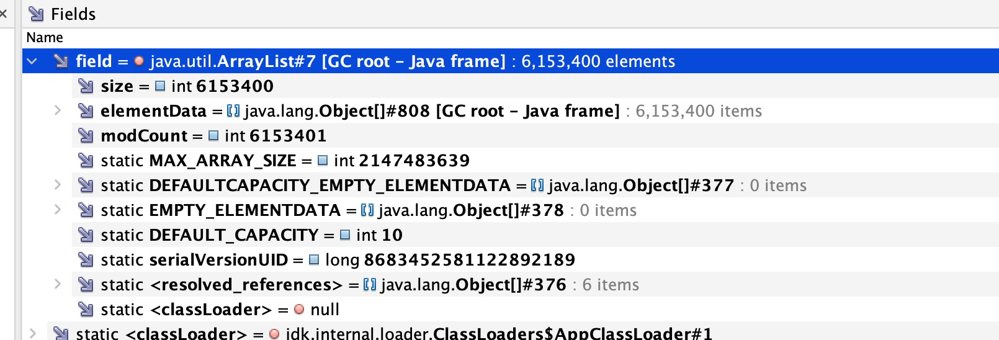 Fields
Name
field = java.util.ArrayList#7 [GC root – Java frame] : 6,153,400 elements
size = int 6153400
elementData = java.lang.Object[]#808 [GC root – Java frame] : 6,153,400 items
modCount = int 6153401
static MAX_ARRAY_SIZE = int 2147483639
static DEFAULTCAPACITY_EMPTY_ELEMENTDATA = java.lang.Object[]#377 : 0 items
static EMPTY_ELEMENTDATA = java.lang.Object[]#378 : 0 items
static DEFAULT_CAPACITY = int 10
static serialVersionUID = long 8683452581122892189
static <resolved_references> = java.lang.Object[]#376 : 6 items
static <classLoader> = null
static <classLoader> = jdk.internal.loader.ClassLoaders$AppClassLoader#1